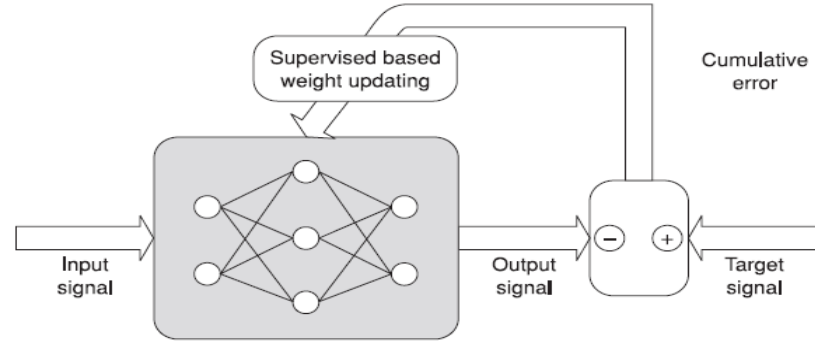 Supervised based
weight updating
Cumulative
error
− +
Input
signal
Output
signal
Target
signal